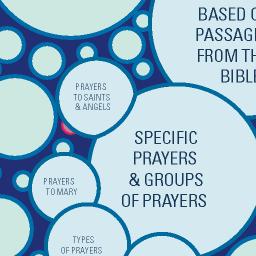 BASED
PASSAG
FROM TH
BIBL
PRAYERS
TO SAINTS
& ANGELS
SPECIFIC
PRAYERS
& GROUPS
OF PRAYERS
PRAYERS
TO MARY
TYPES
OF PRAYERS